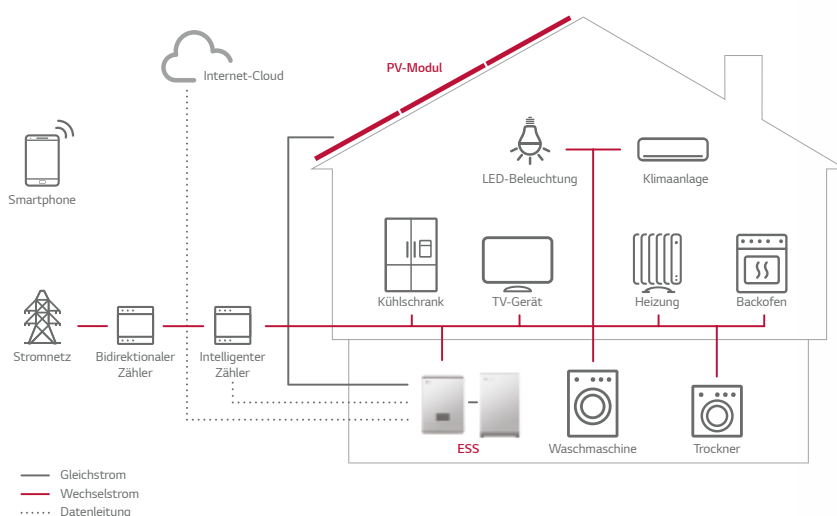 PV-Modul
Internet-Cloud
Smartphone
LED-Beleuchtung
Klimaanlage
Kühlschrank
TV-Gerät
Heizung
Backofen
Stromnetz
Bidirektionaler
Zähler
Intelligenter
Zähler
ESS
Waschmaschine
Trockner
Gleichstrom
Wechselstrom
Datenleitung